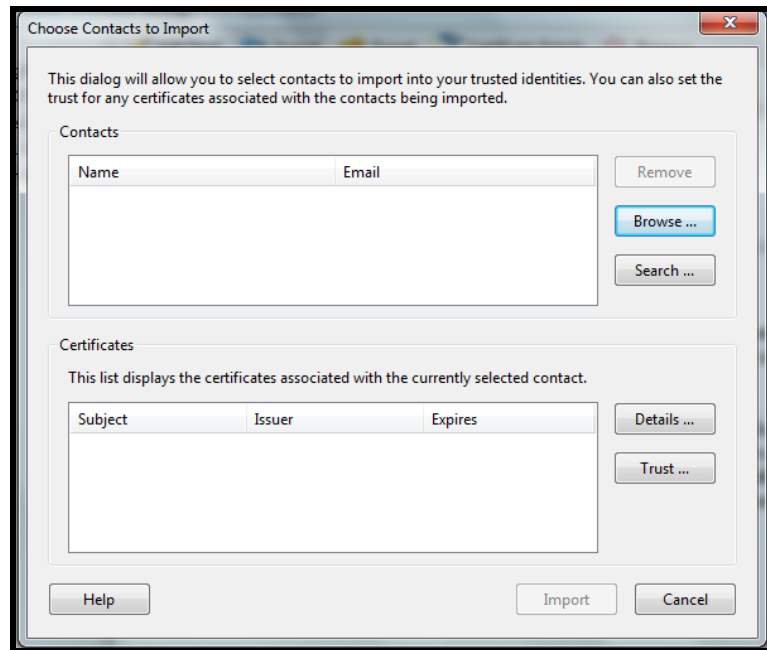 Choose Contacts to Import
This dialog will allow you to select contacts to import into your trusted identities. You can also set the
trust for any certificates associated with the contacts being imported.
Contacts
Name Email
Remove
Browse ...
Search ...
Certificates
This list displays the certificates associated with the currently selected contact.
Subject Issuer Expires
Details ...
Trust ...
Help Import Cancel